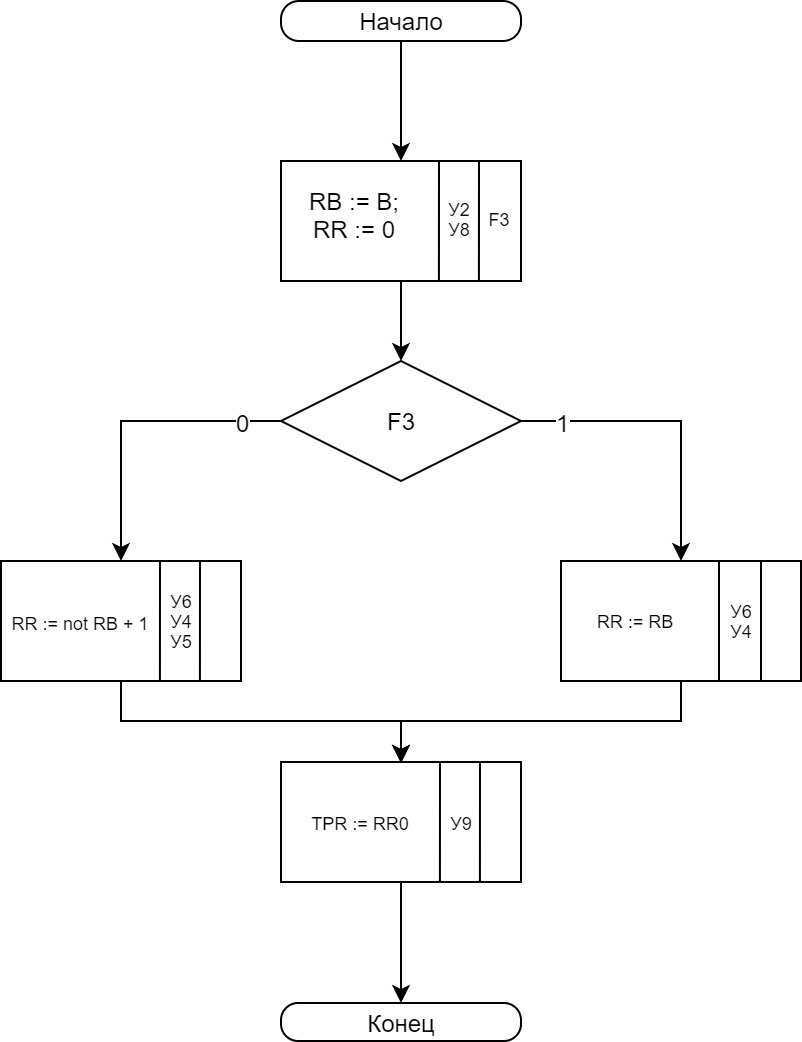 Начало
RB := B;
RR := 0
У2
У8
F3
F3
0
1
RR := not RB + 1
У6
У4
У5
RR := RB
У6
У4
TPR := RR0
У9
Конец